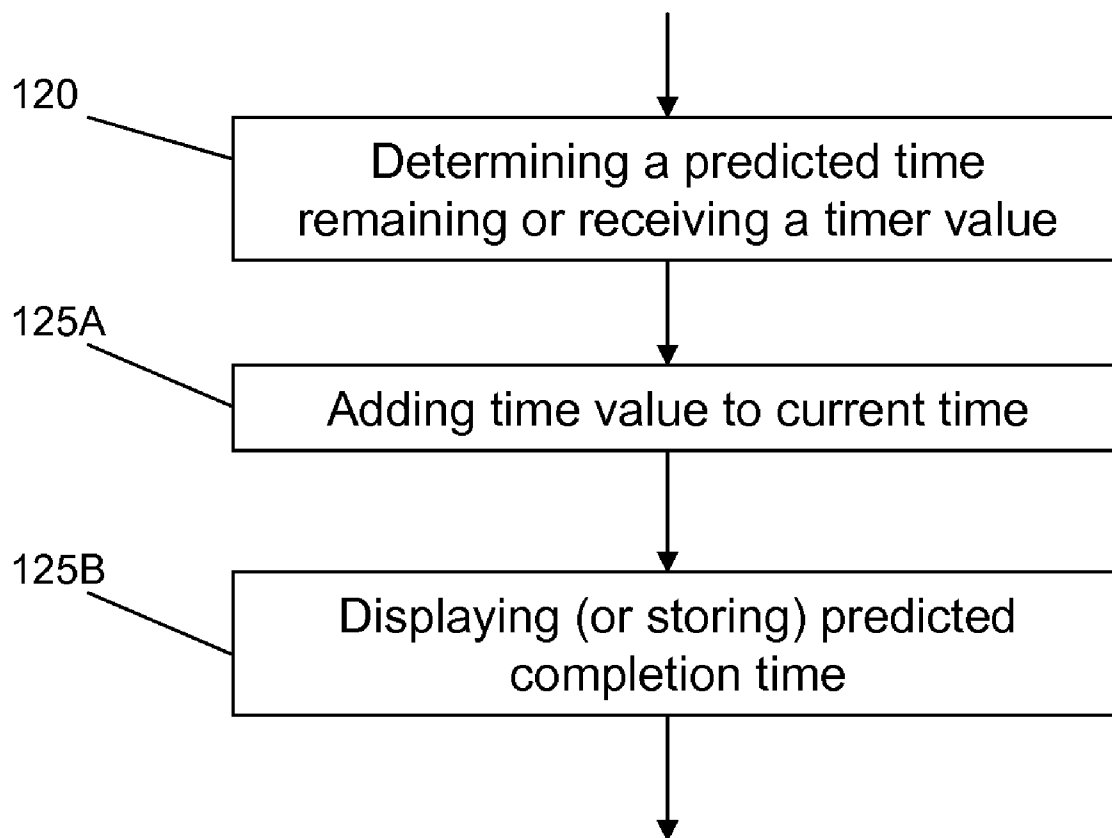 120
Determining a predicted time
remaining or receiving a timer value
125A
Adding time value to current time
125B
Displaying (or storing) predicted
completion time